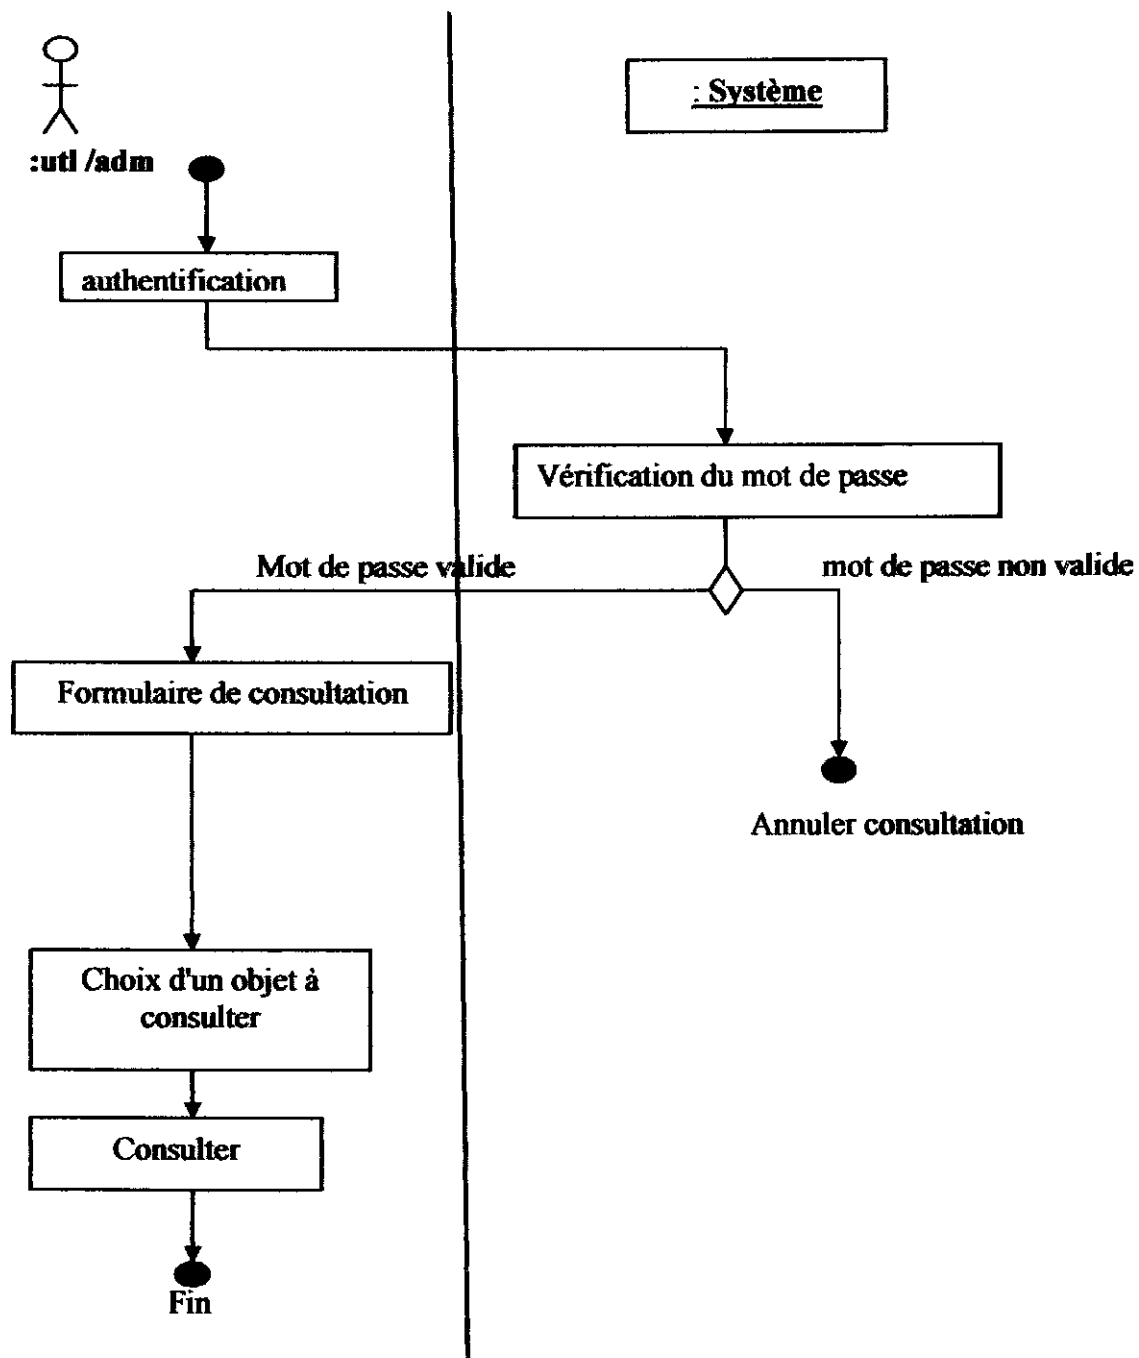 : Système
:utl /adm
authentification
Vérification du mot de passe
Mot de passe valide
mot de passe non valide
Formulaire de consultation
Annuler consultation
Choix d'un objet à
consulter
Consulter
Fin